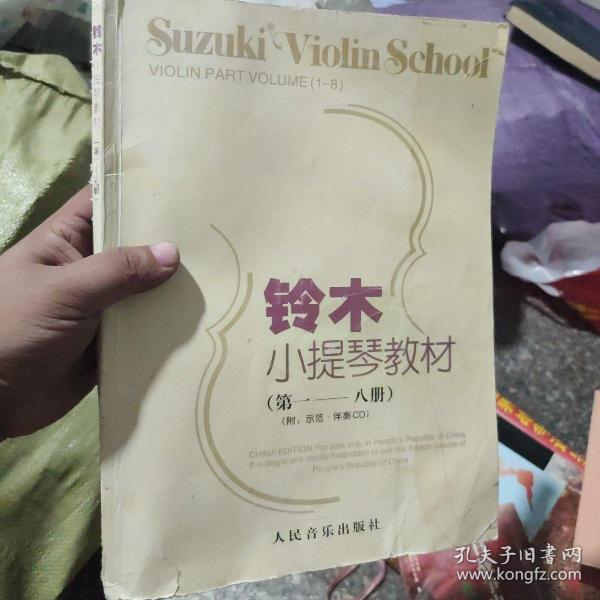 Suzuki® Violin School
VIOLIN PART VOLUME (1-8)
铃木
小提琴教材
(第一——八册)
(附：示范·伴奏CD)
CHINA EDITION For sale only in People's Republic of China
It is illegal and strictly forbidden to sell this Edition outside of
People's Republic of China
人民音乐出版社
铃木
孔夫子旧书网
www.kongfz.com